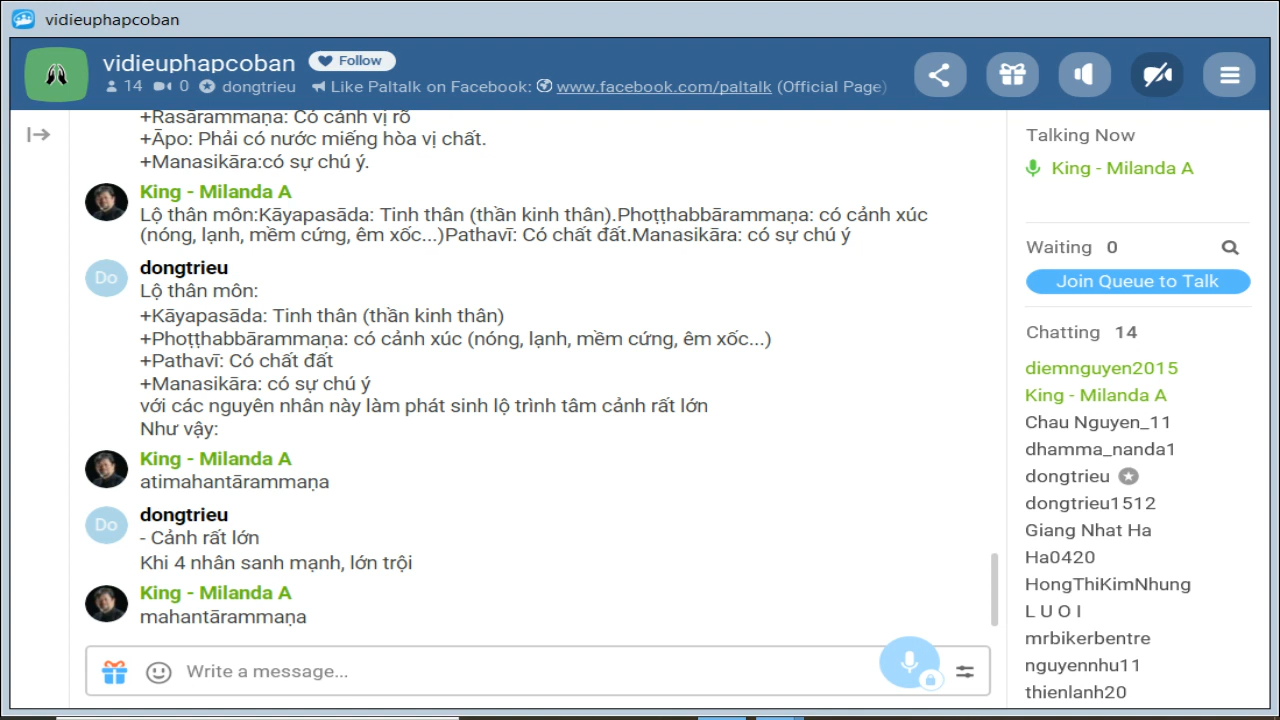 vidieuphapcoban
vidieuphapcoban Follow
14 0 dongtrieu Like Paltalk on Facebook: www.facebook.com/paltalk (Official Page)
+Rasārammaṇa: Có cảnh vị rõ
+Āpo: Phải có nước miếng hòa vị chất.
+Manasikāra:có sự chú ý.
King - Milanda A
Lộ thân môn:Kāyapasāda: Tinh thân (thần kinh thân).Phoṭṭhabbārammaṇa: có cảnh xúc
(nóng, lạnh, mềm cứng, êm xốc...)Pathavī: Có chất đất.Manasikāra: có sự chú ý
Do
dongtrieu
Lộ thân môn:
+Kāyapasāda: Tinh thân (thần kinh thân)
+Phoṭṭhabbārammaṇa: có cảnh xúc (nóng, lạnh, mềm cứng, êm xốc...)
+Pathavī: Có chất đất
+Manasikāra: có sự chú ý
với các nguyên nhân này làm phát sinh lộ trình tâm cảnh rất lớn
Như vậy:
King - Milanda A
atimahantārammaṇa
Do
dongtrieu
- Cảnh rất lớn
Khi 4 nhân sanh mạnh, lớn trội
King - Milanda A
mahantārammaṇa
Write a message...
Talking Now
King - Milanda A
Waiting 0
Join Queue to Talk
Chatting 14
diemnguyen2015
King - Milanda A
Chau Nguyen_11
dhamma_nanda1
dongtrieu
dongtrieu1512
Giang Nhat Ha
Ha0420
HongThiKimNhung
L U O I
mrbikerbentre
nguyennhu11
thienlanh20